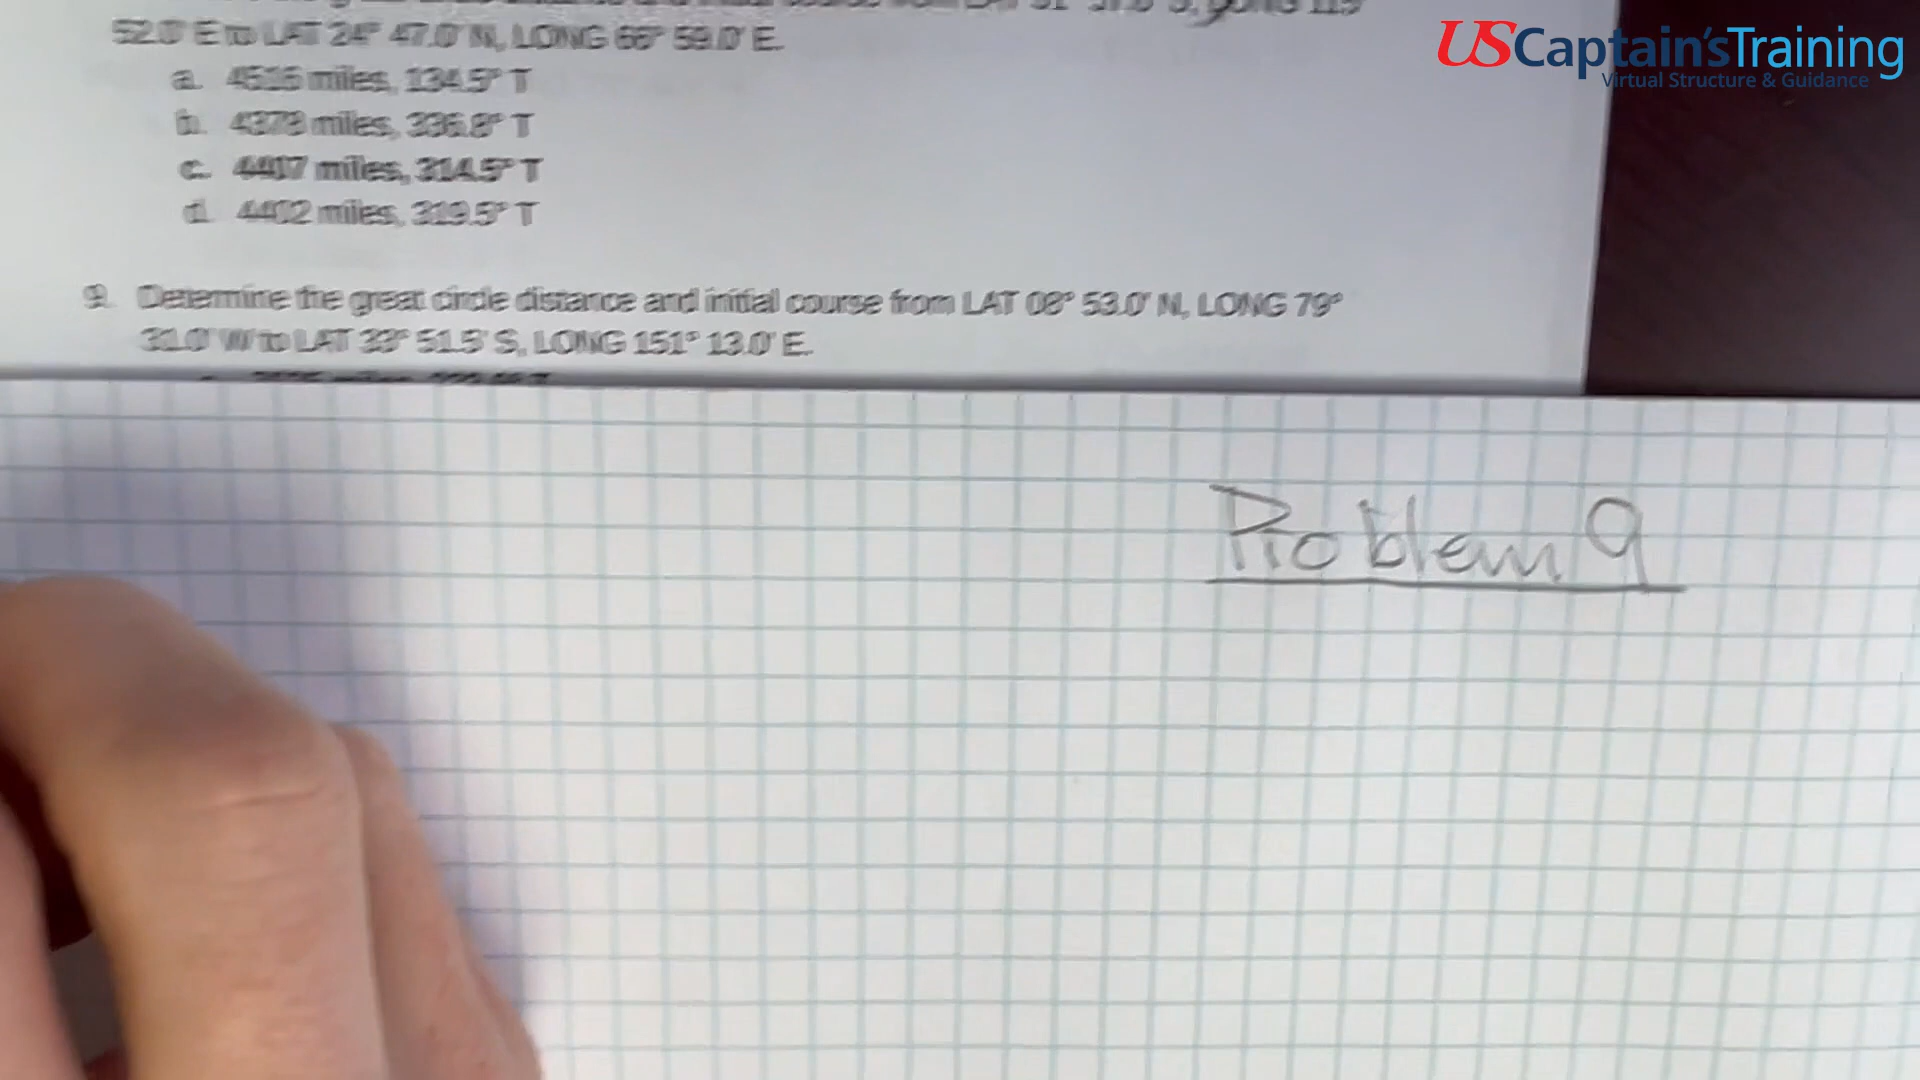 USCaptain'sTraining
Virtual Structure & Guidance
52.0' E to LAT 24° 47.0' N, LONG 66° 59.0' E.
a. 4515 miles, 134.5° T
b. 4378 miles, 336.8° T
c. 4407 miles, 314.5° T
d. 4402 miles, 319.5° T
9. Determine the great circle distance and initial course from LAT 08° 53.0' N, LONG 79°
31.0' W to LAT 33° 51.5' S, LONG 151° 13.0' E.
Problem 9